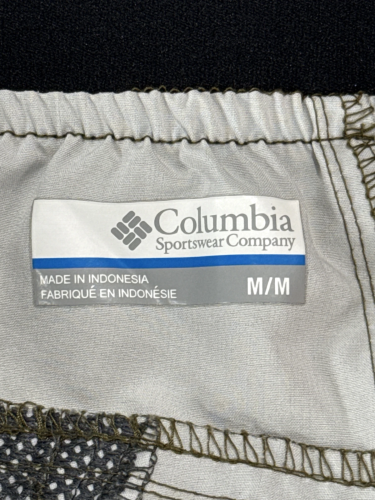 Columbia
Sportswear Company
MADE IN INDONESIA
FABRIQUÉ EN INDONÉSIE
M/M